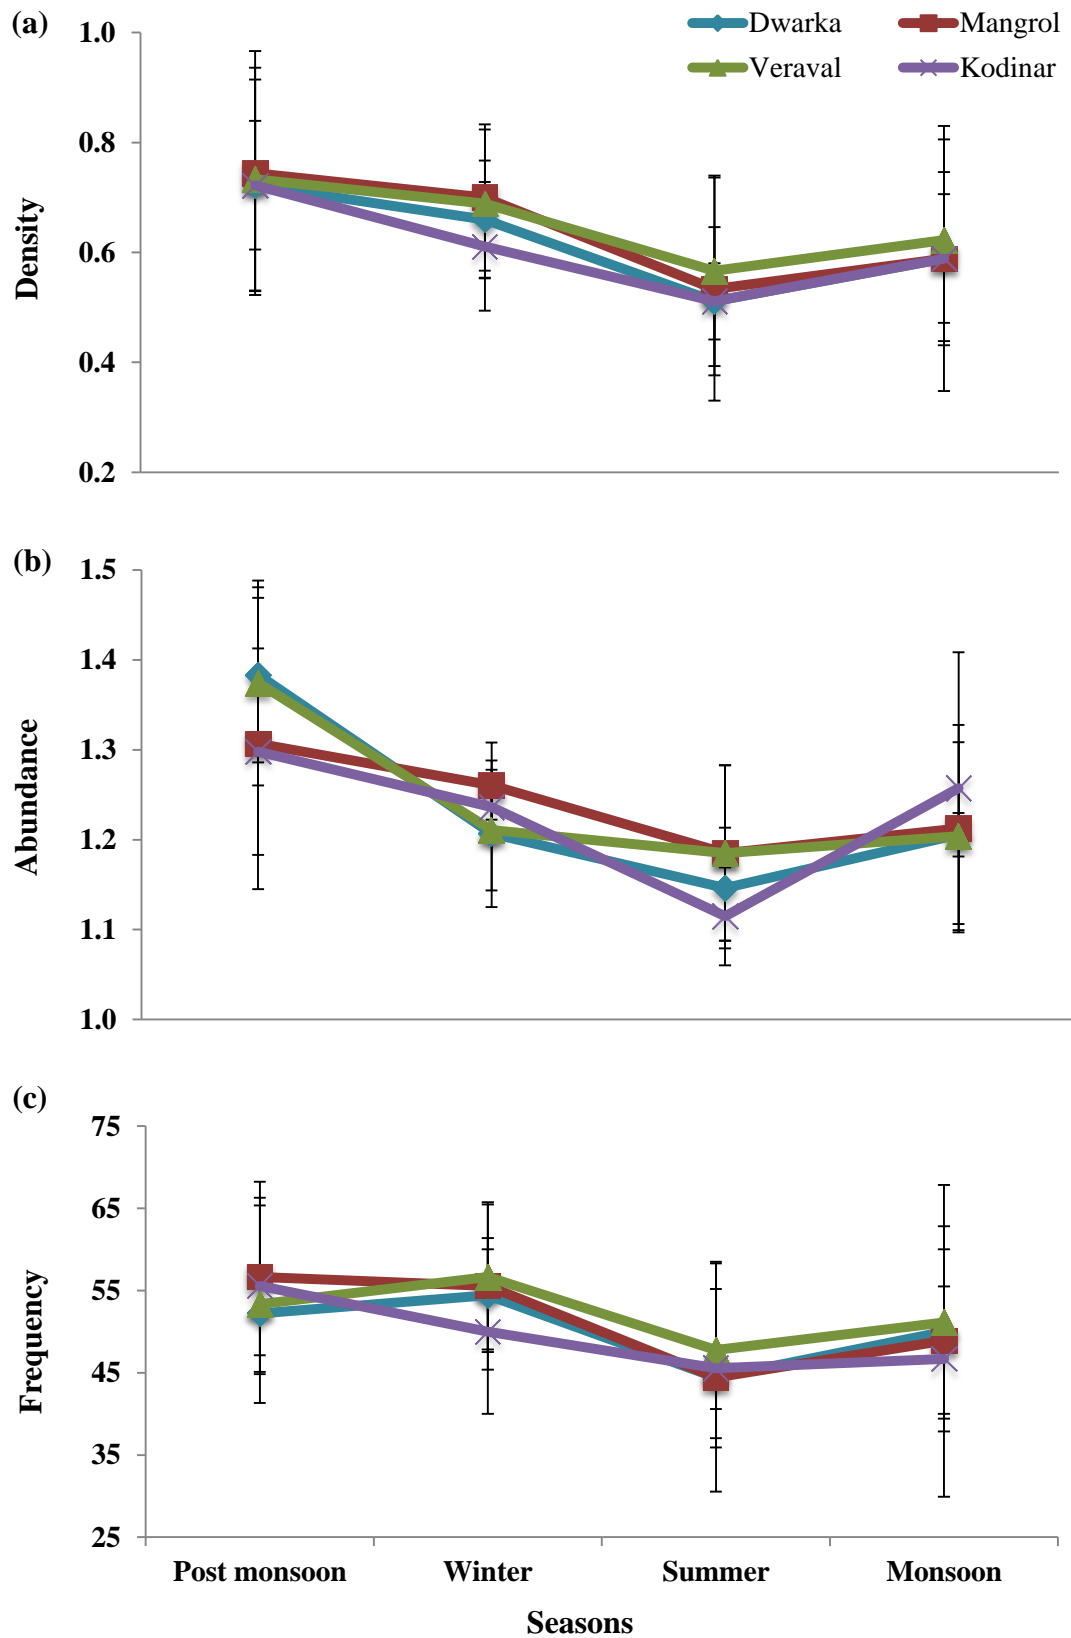 (a)
Dwarka Mangrol
Veraval Kodinar
1.0
0.8
0.6
0.4
0.2
Density
(b)
1.5
1.4
1.3
1.2
1.1
1.0
Abundance
(c)
75
65
55
45
35
25
Frequency
Post monsoon Winter Summer Monsoon
Seasons